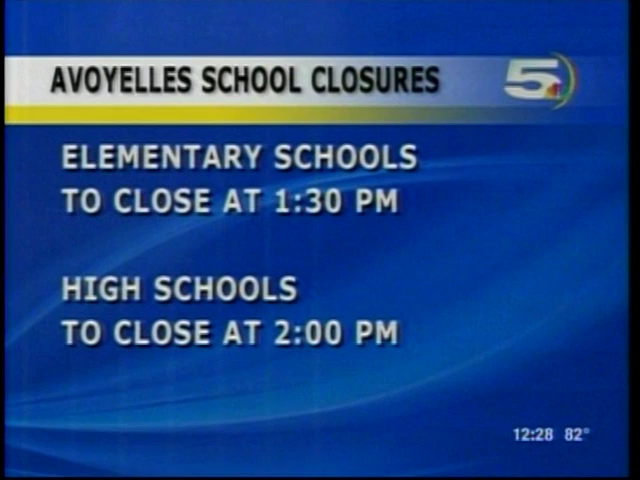 AVOYELLES SCHOOL CLOSURES
5
ELEMENTARY SCHOOLS
TO CLOSE AT 1:30 PM
HIGH SCHOOLS
TO CLOSE AT 2:00 PM
12:28 82°